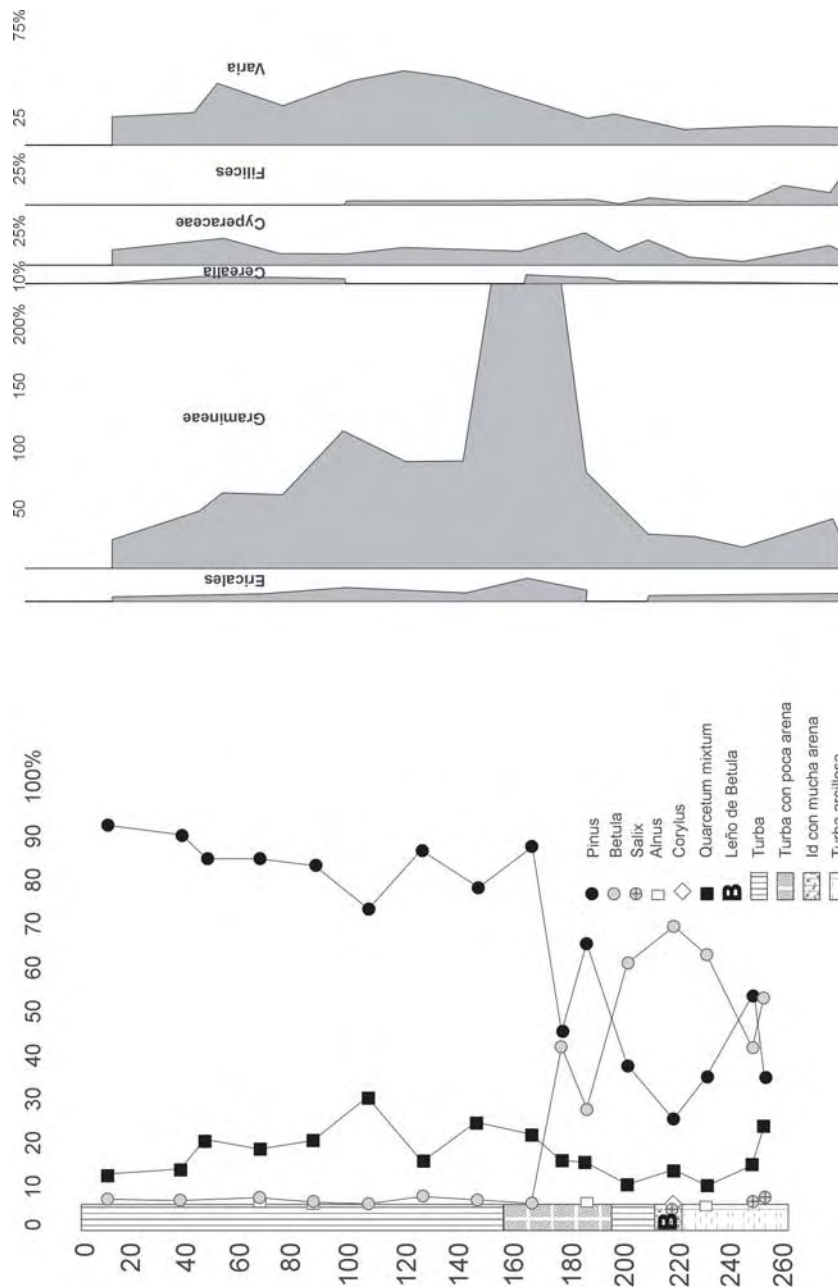 0 10 20 30 40 50 60 70 80 90 100%
Ericales
Gramineae
50 100 150 200%
Cerealia
10%
Cyperaceae
25%
Filices
25%
Varia
25 75%
0
20
40
60
80
100
120
140
160
180
200
220
240
260
B
Pinus
Betula
Salix
Alnus
Corylus
Quarcetum mixtum
B Leño de Betula
Turba
Turba con poca arena
Id con mucha arena
Turba arcillosa